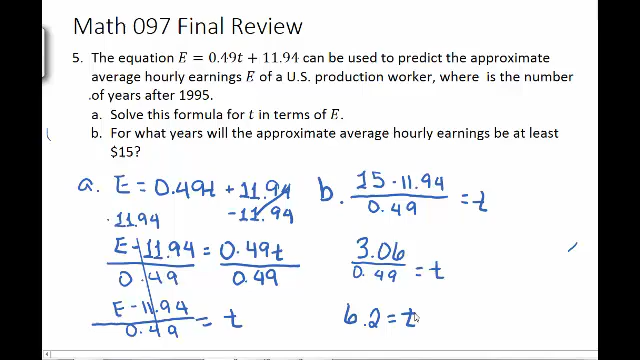 Math 097 Final Review
5. The equation E = 0.49t + 11.94 can be used to predict the approximate
average hourly earnings E of a U.S. production worker, where is the number
.of years after 1995.
a. Solve this formula for t in terms of E.
b. For what years will the approximate average hourly earnings be at least
$15?
a. E = 0.49t + 11.94
- 11.94 - 11.94
E - 11.94 = 0.49t
0.49 0.49
E - 11.94 = t
0.49
b. 15 - 11.94 = t
0.49
3.06 = t
0.49
6.2 = t